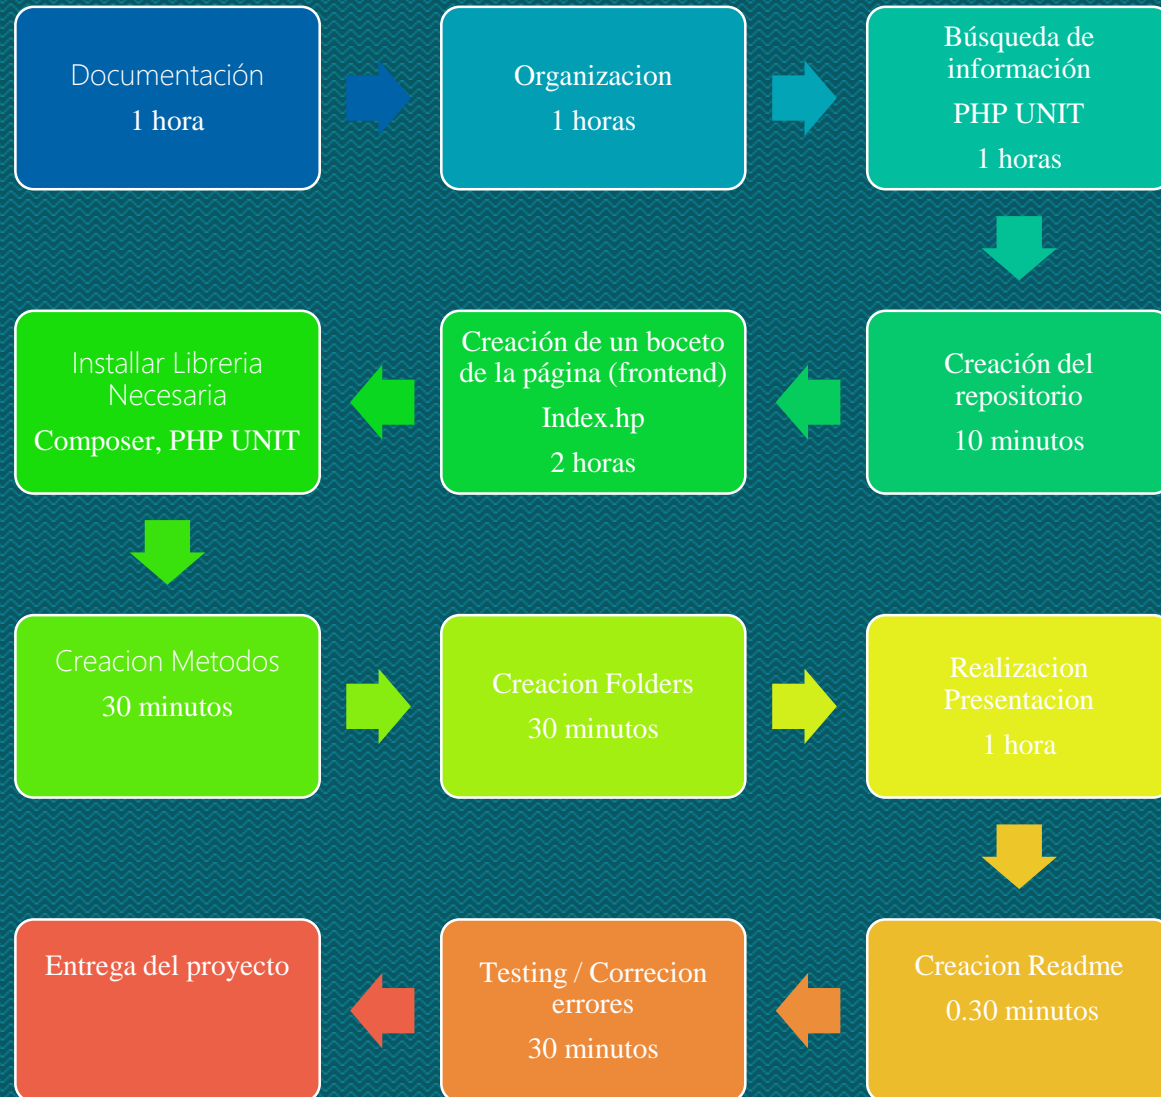 Documentación
1 hora
Organizacion
1 horas
Búsqueda de
información
PHP UNIT
1 horas
Creación del
repositorio
10 minutos
Creación de un boceto
de la página (frontend)
Index.hp
2 horas
Installar Libreria
Necesaria
Composer, PHP UNIT
Creacion Metodos
30 minutos
Creacion Folders
30 minutos
Realizacion
Presentacion
1 hora
Creacion Readme
0.30 minutos
Testing / Correcion
errores
30 minutos
Entrega del proyecto